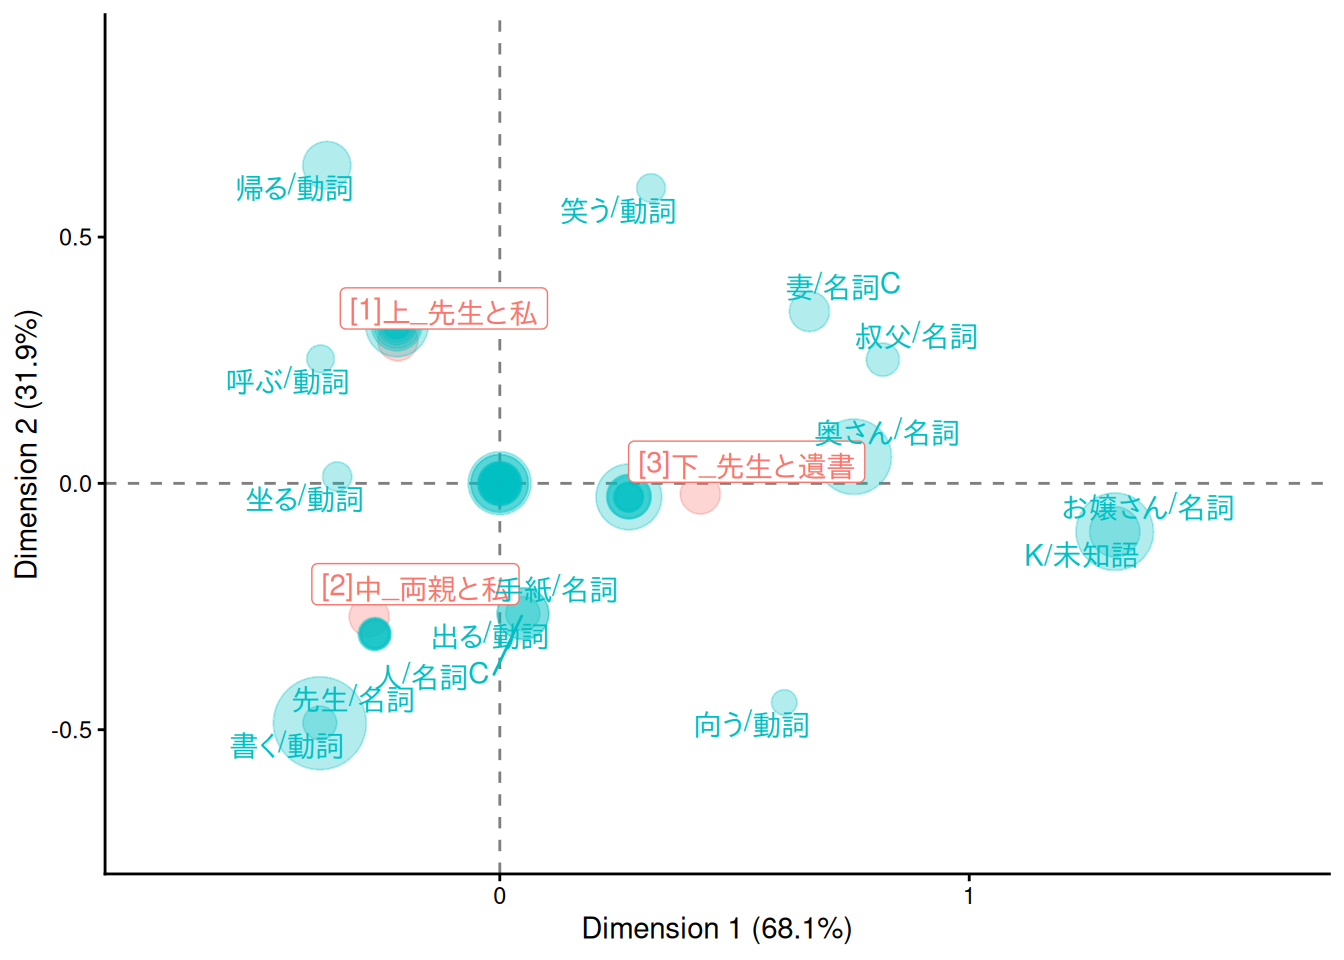 帰る/動詞
笑う/動詞
0.5
妻/名詞C
[1]上_先生と私
叔父/名詞
呼ぶ/動詞
奥さん/名詞
[3]下_先生と遺書
0.0
坐る/動詞
お嬢さん/名詞
K/未知語
[2]中_両親と私
手紙/名詞
出る/動詞
人/名詞C
先生/名詞
向う/動詞
-0.5
書く/動詞
0
1
Dimension 1 (68.1%)
Dimension 2 (31.9%)